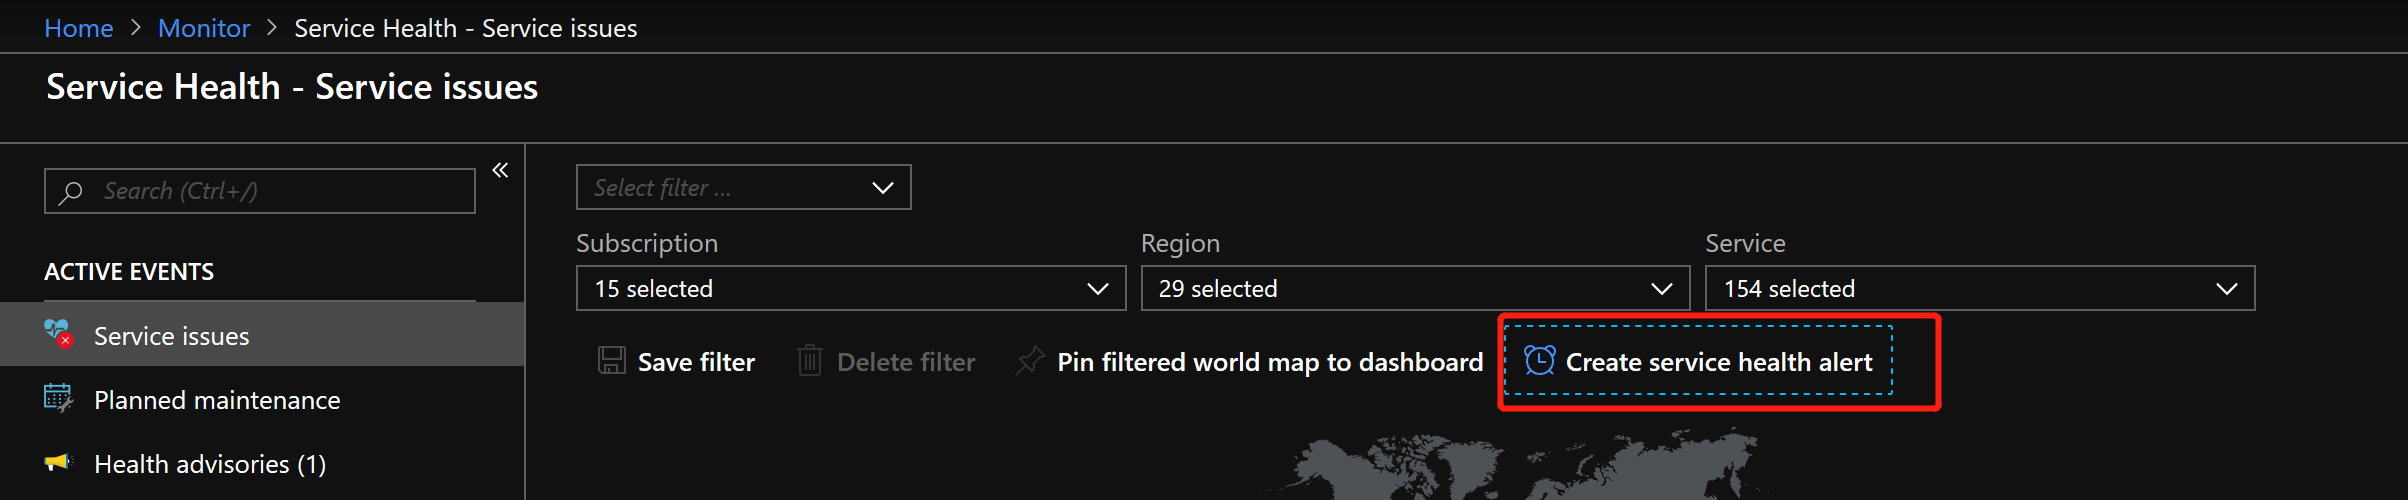 Home > Monitor > Service Health - Service issues
Service Health - Service issues
Search (Ctrl+/)
«
ACTIVE EVENTS
Service issues
Planned maintenance
Health advisories (1)
Select filter ...
Subscription
15 selected
Region
29 selected
Service
154 selected
Save filter
Delete filter
Pin filtered world map to dashboard
Create service health alert